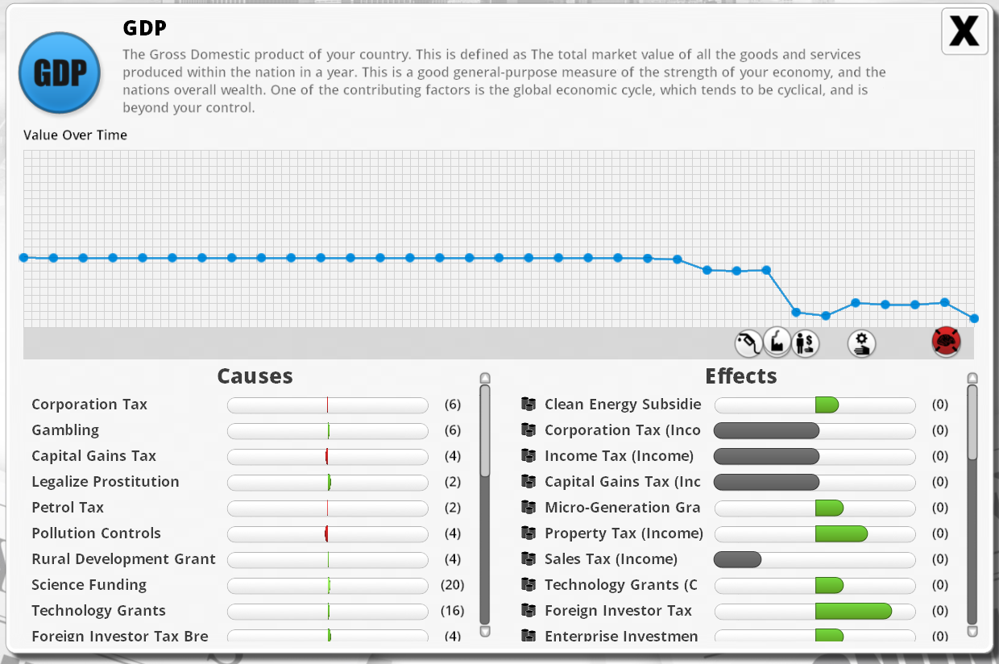 GDP
GDP
X
The Gross Domestic product of your country. This is defined as The total market value of all the goods and services
produced within the nation in a year. This is a good general-purpose measure of the strength of your economy, and the
nations overall wealth. One of the contributing factors is the global economic cycle, which tends to be cyclical, and is
beyond your control.
Value Over Time
$
Causes
Corporation Tax (6)
Gambling (6)
Capital Gains Tax (4)
Legalize Prostitution (2)
Petrol Tax (2)
Pollution Controls (4)
Rural Development Grant (4)
Science Funding (20)
Technology Grants (16)
Foreign Investor Tax Bre (4)
Effects
Clean Energy Subsidie (0)
Corporation Tax (Inco (0)
Income Tax (Income) (0)
Capital Gains Tax (Inc (0)
Micro-Generation Gra (0)
Property Tax (Income) (0)
Sales Tax (Income) (0)
Technology Grants (C (0)
Foreign Investor Tax (0)
Enterprise Investmen (0)